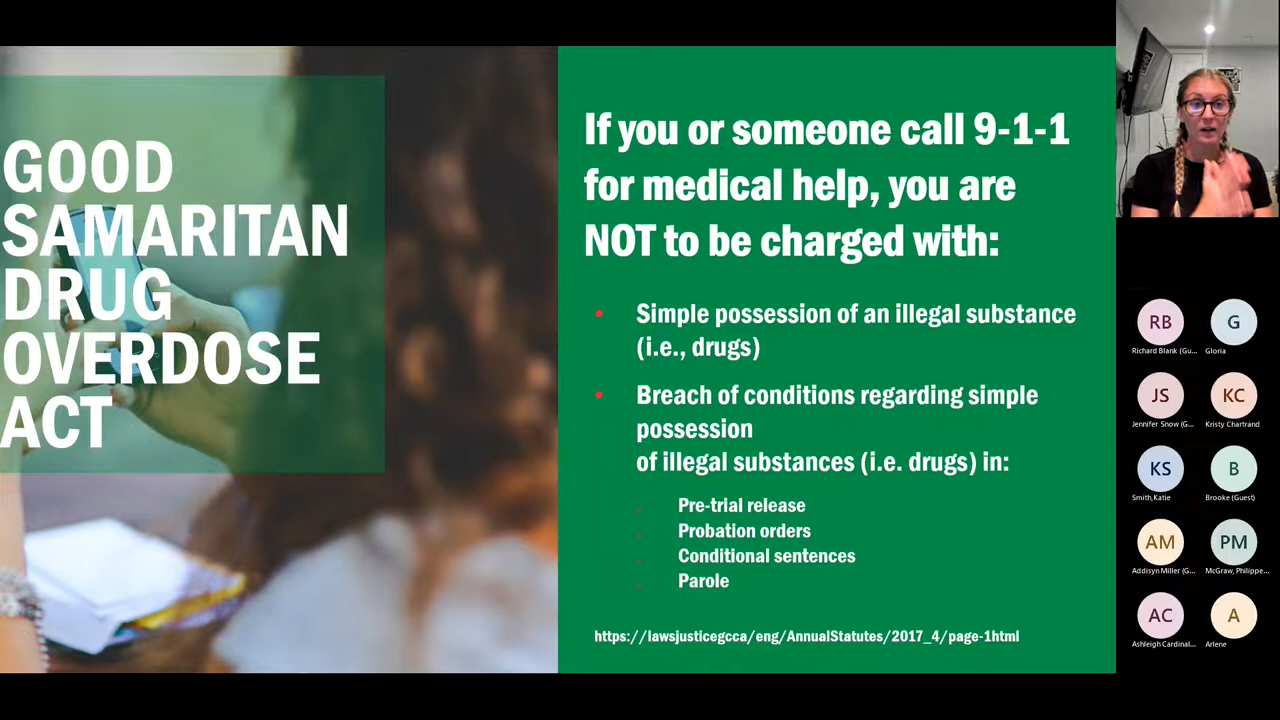 GOOD
SAMARITAN
DRUG
OVERDOSE
ACT
If you or someone call 9-1-1
for medical help, you are
NOT to be charged with:
• Simple possession of an illegal substance
(i.e., drugs)
• Breach of conditions regarding simple
possession
of illegal substances (i.e. drugs) in:
Pre-trial release
Probation orders
Conditional sentences
Parole
https://lawsjusticegcca/eng/AnnualStatutes/2017_4/page-1html
RB
Richard Blank (Gu...
G
Gloria
JS
Jennifer Snow (G...
KC
Kristy Chartrand
KS
Smith,Katie
B
Brooke (Guest)
AM
Addisyn Miller (G...
PM
McGraw, Philippe...
AC
Ashleigh Cardinal...
A
Arlene